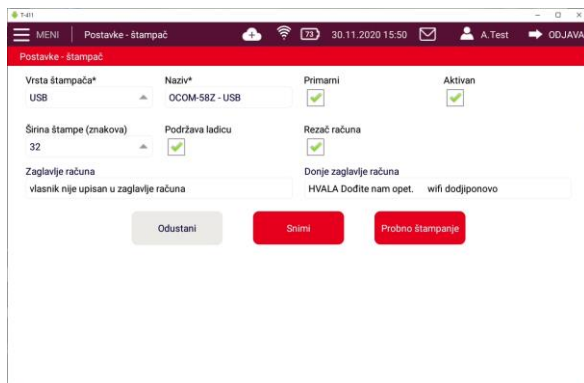 T-411
MENI Postavke - štampač 73 30.11.2020 15:50 A.Test ODJAVA
Postavke - štampač
Vrsta štampača* Naziv* Primarni Aktivan
USB OCOM-58Z - USB
Širina štampe (znakova) Podržava ladicu Rezač računa
32
Zaglavlje računa Donje zaglavlje računa
vlasnik nije upisan u zaglavlje računa HVALA Dođite nam opet. wifi dodjiponovo
Odustani Snimi Probno štampanje